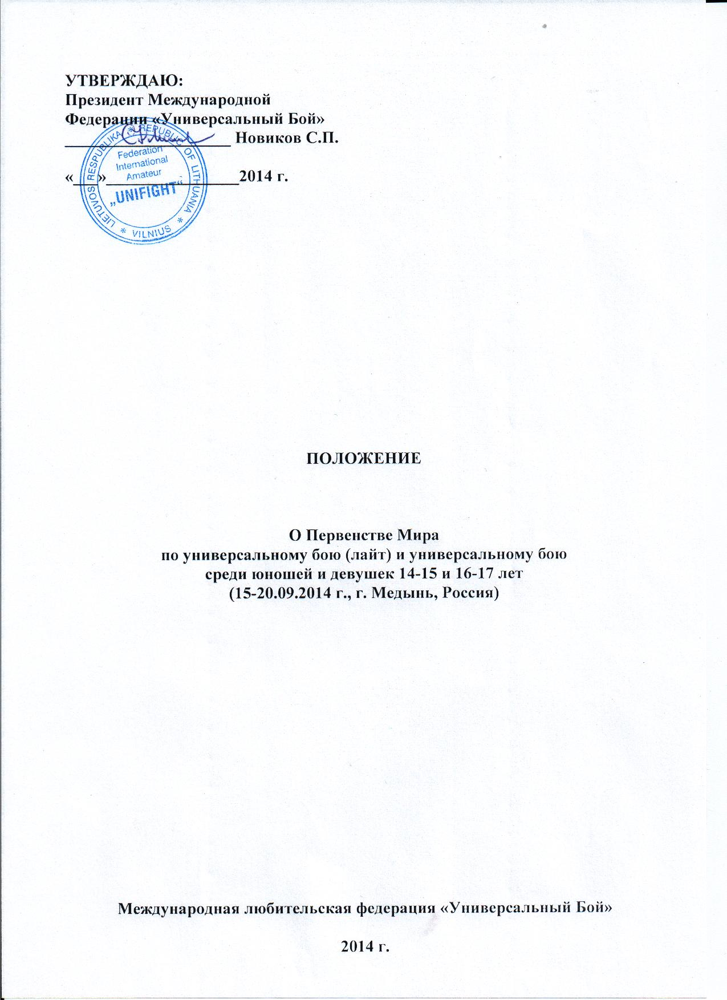 УТВЕРЖДАЮ:
Президент Международной
Федерации «Универсальный Бой»
____________________ Новиков С.П.
«___»________________2014 г.
LIETUVOS RESPUBLIKA * REPUBLIC OF LITHUANIA * VILNIUS *
Federation
International
Amateur
„UNIFIGHT“
ПОЛОЖЕНИЕ
О Первенстве Мира
по универсальному бою (лайт) и универсальному бою
среди юношей и девушек 14-15 и 16-17 лет
(15-20.09.2014 г., г. Медынь, Россия)
Международная любительская федерация «Универсальный Бой»
2014 г.